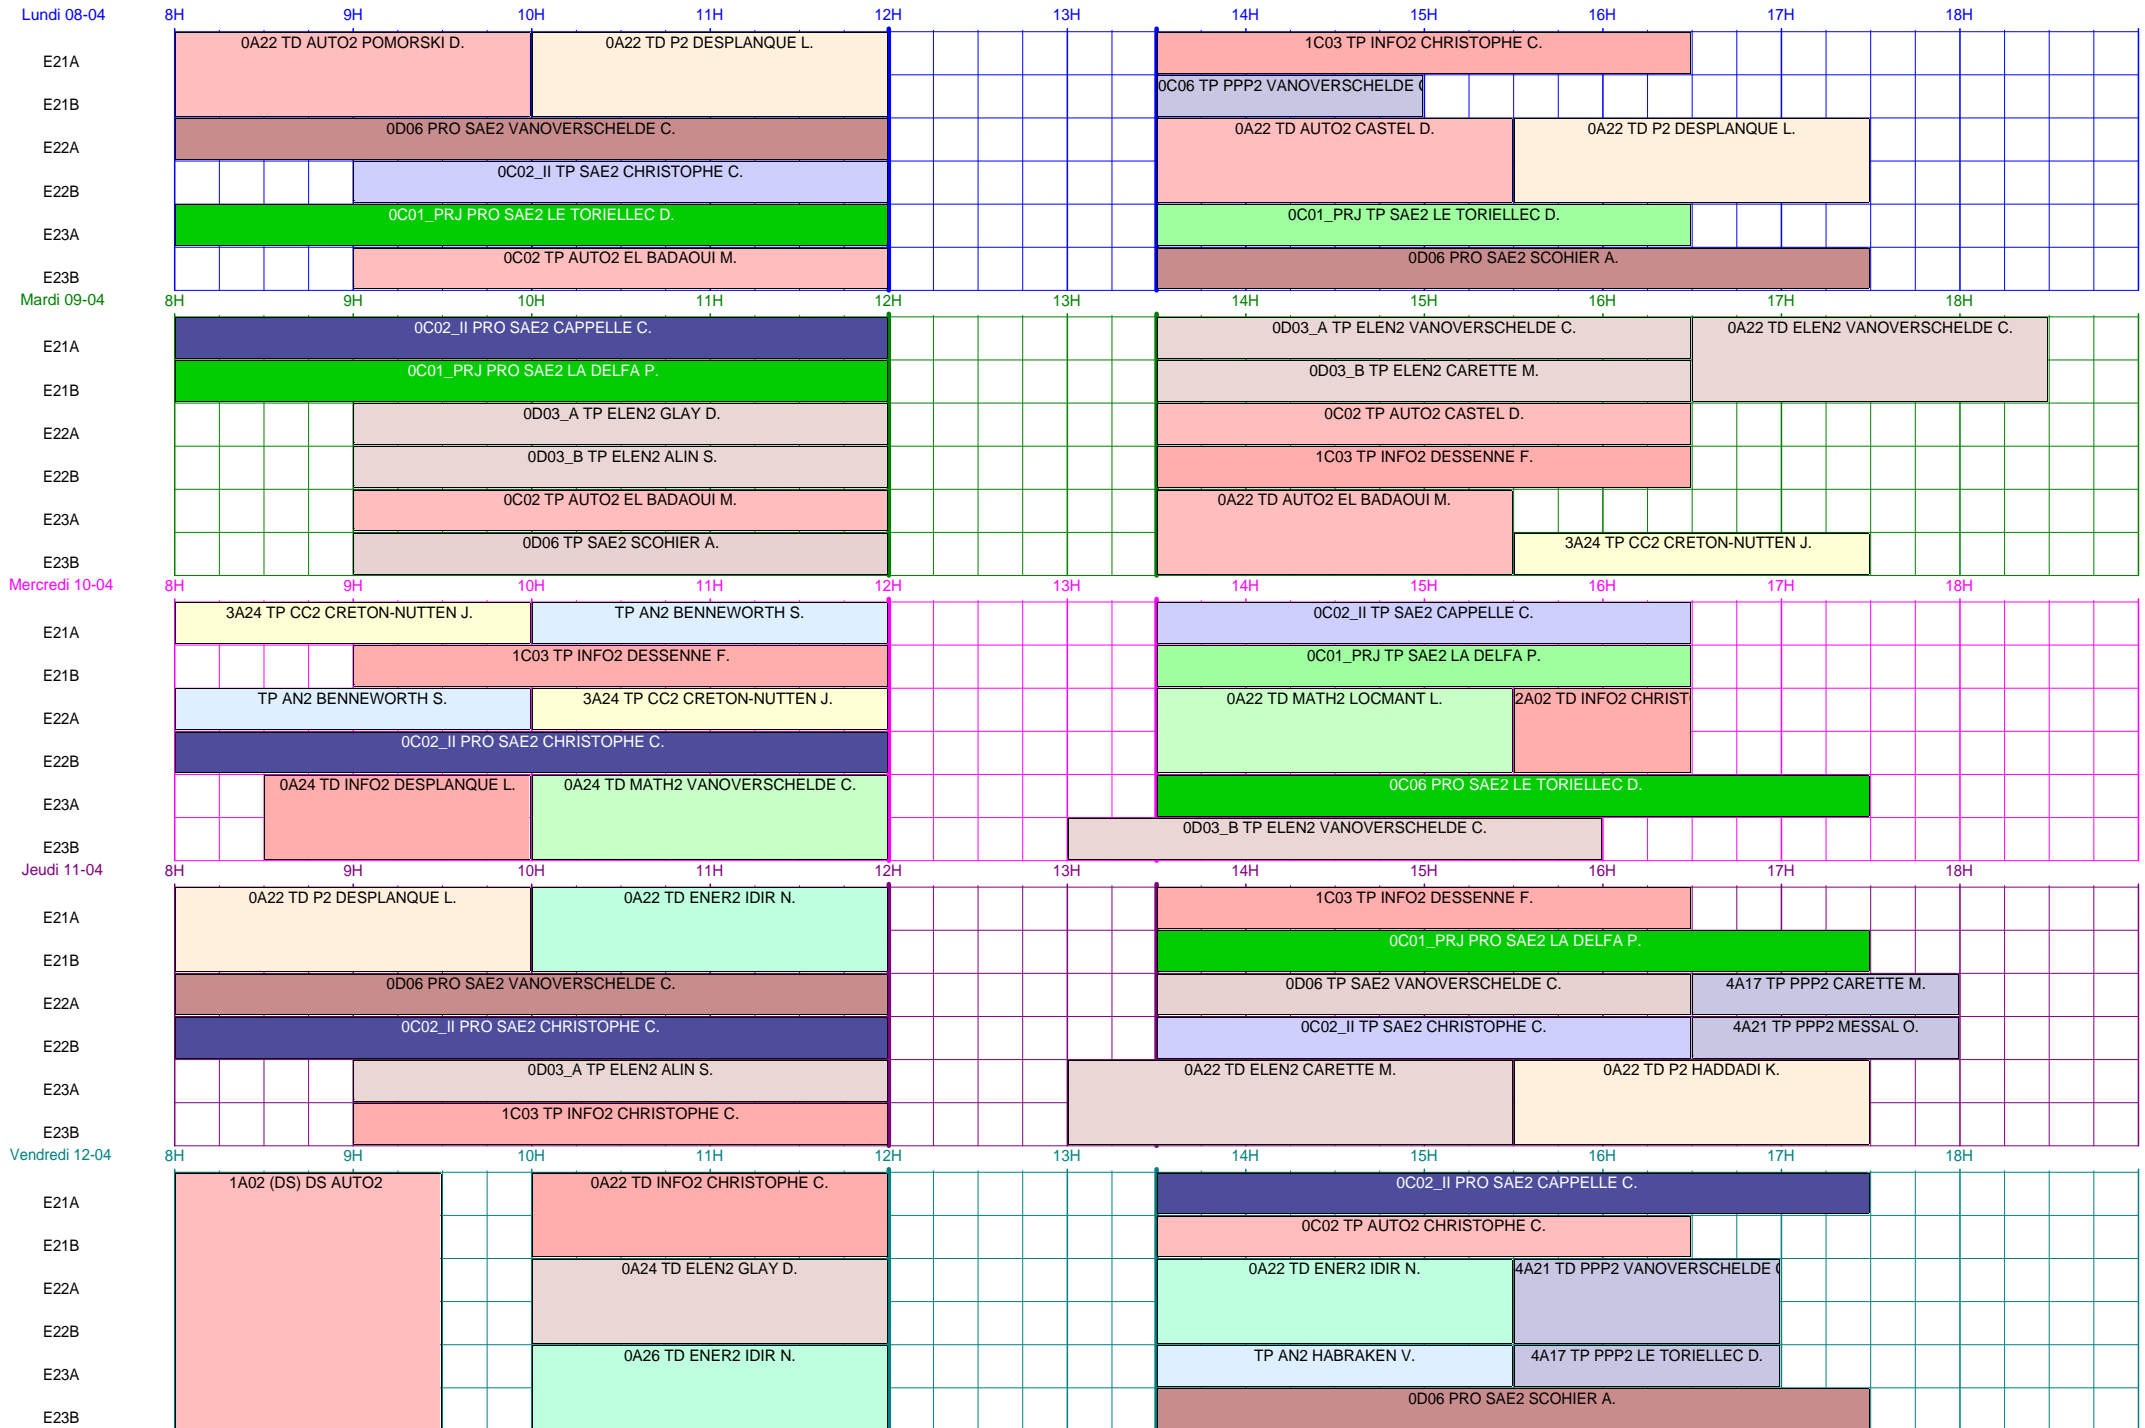 Lundi 08-04 8H 9H 10H 11H 12H 13H 14H 15H 16H 17H 18H
E21A 0A22 TD AUTO2 POMORSKI D. 0A22 TD P2 DESPLANQUE L. 1C03 TP INFO2 CHRISTOPHE C.
E21B 0C06 TP PPP2 VANOVERSCHELDE
E22A 0D06 PRO SAE2 VANOVERSCHELDE C. 0A22 TD AUTO2 CASTEL D. 0A22 TD P2 DESPLANQUE L.
E22B 0C02_II TP SAE2 CHRISTOPHE C.
E23A 0C01_PRJ PRO SAE2 LE TORIELLEC D. 0C01_PRJ TP SAE2 LE TORIELLEC D.
E23B 0C02 TP AUTO2 EL BADAOUI M. 0D06 PRO SAE2 SCOHIER A.
Mardi 09-04 8H 9H 10H 11H 12H 13H 14H 15H 16H 17H 18H
E21A 0C02_II PRO SAE2 CAPPELLE C. 0D03_A TP ELEN2 VANOVERSCHELDE C. 0A22 TD ELEN2 VANOVERSCHELDE C.
E21B 0C01_PRJ PRO SAE2 LA DELFA P. 0D03_B TP ELEN2 CARETTE M.
E22A 0D03_A TP ELEN2 GLAY D. 0C02 TP AUTO2 CASTEL D.
E22B 0D03_B TP ELEN2 ALIN S. 1C03 TP INFO2 DESSENNE F.
E23A 0C02 TP AUTO2 EL BADAOUI M. 0A22 TD AUTO2 EL BADAOUI M.
E23B 0D06 TP SAE2 SCOHIER A. 3A24 TP CC2 CRETON-NUTTEN J.
Mercredi 10-04 8H 9H 10H 11H 12H 13H 14H 15H 16H 17H 18H
E21A 3A24 TP CC2 CRETON-NUTTEN J. TP AN2 BENNEWORTH S. 0C02_II TP SAE2 CAPPELLE C.
E21B 1C03 TP INFO2 DESSENNE F. 0C01_PRJ TP SAE2 LA DELFA P.
E22A TP AN2 BENNEWORTH S. 3A24 TP CC2 CRETON-NUTTEN J. 0A22 TD MATH2 LOCMANT L. 2A02 TD INFO2 CHRIST
E22B 0C02_II PRO SAE2 CHRISTOPHE C.
E23A 0A24 TD INFO2 DESPLANQUE L. 0A24 TD MATH2 VANOVERSCHELDE C. 0C06 PRO SAE2 LE TORIELLEC D.
E23B 0D03_B TP ELEN2 VANOVERSCHELDE C.
Jeudi 11-04 8H 9H 10H 11H 12H 13H 14H 15H 16H 17H 18H
E21A 0A22 TD P2 DESPLANQUE L. 0A22 TD ENER2 IDIR N. 1C03 TP INFO2 DESSENNE F.
E21B 0C01_PRJ PRO SAE2 LA DELFA P.
E22A 0D06 PRO SAE2 VANOVERSCHELDE C. 0D06 TP SAE2 VANOVERSCHELDE C. 4A17 TP PPP2 CARETTE M.
E22B 0C02_II PRO SAE2 CHRISTOPHE C. 0C02_II TP SAE2 CHRISTOPHE C. 4A21 TP PPP2 MESSAL O.
E23A 0D03_A TP ELEN2 ALIN S. 0A22 TD ELEN2 CARETTE M. 0A22 TD P2 HADDADI K.
E23B 1C03 TP INFO2 CHRISTOPHE C.
Vendredi 12-04 8H 9H 10H 11H 12H 13H 14H 15H 16H 17H 18H
E21A 1A02 (DS) DS AUTO2 0A22 TD INFO2 CHRISTOPHE C. 0C02_II PRO SAE2 CAPPELLE C.
E21B 0C02 TP AUTO2 CHRISTOPHE C.
E22A 0A24 TD ELEN2 GLAY D. 0A22 TD ENER2 IDIR N. 4A21 TD PPP2 VANOVERSCHELDE
E22B
E23A 0A26 TD ENER2 IDIR N. TP AN2 HABRAKEN V. 4A17 TP PPP2 LE TORIELLEC D.
E23B 0D06 PRO SAE2 SCOHIER A.